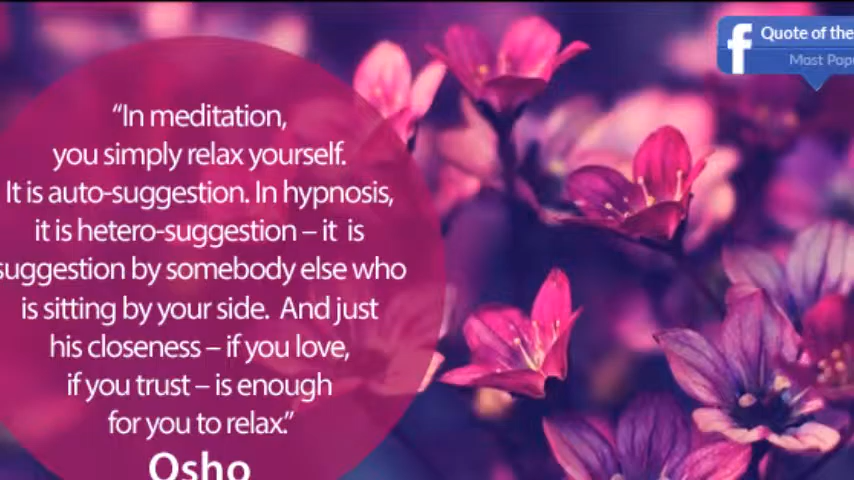 “In meditation,
you simply relax yourself.
It is auto-suggestion. In hypnosis,
it is hetero-suggestion – it is
suggestion by somebody else who
is sitting by your side. And just
his closeness – if you love,
if you trust – is enough
for you to relax.”
Osho
f Quote of the
Most Pop